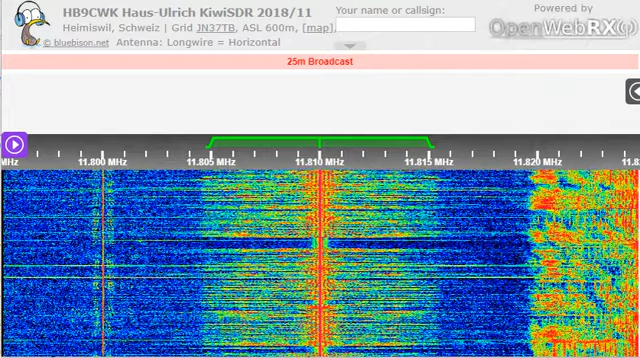 HB9CWK Haus-Ulrich KiwiSDR 2018/11
Heimiswil, Schweiz | Grid JN37TB, ASL 600m, [map],
© bluebison.net Antenna: Longwire = Horizontal
Your name or callsign:
Powered by
OpenWebRX
25m Broadcast
MHz 11.800 MHz 11.805 MHz 11.810 MHz 11.815 MHz 11.820 MHz 11.82